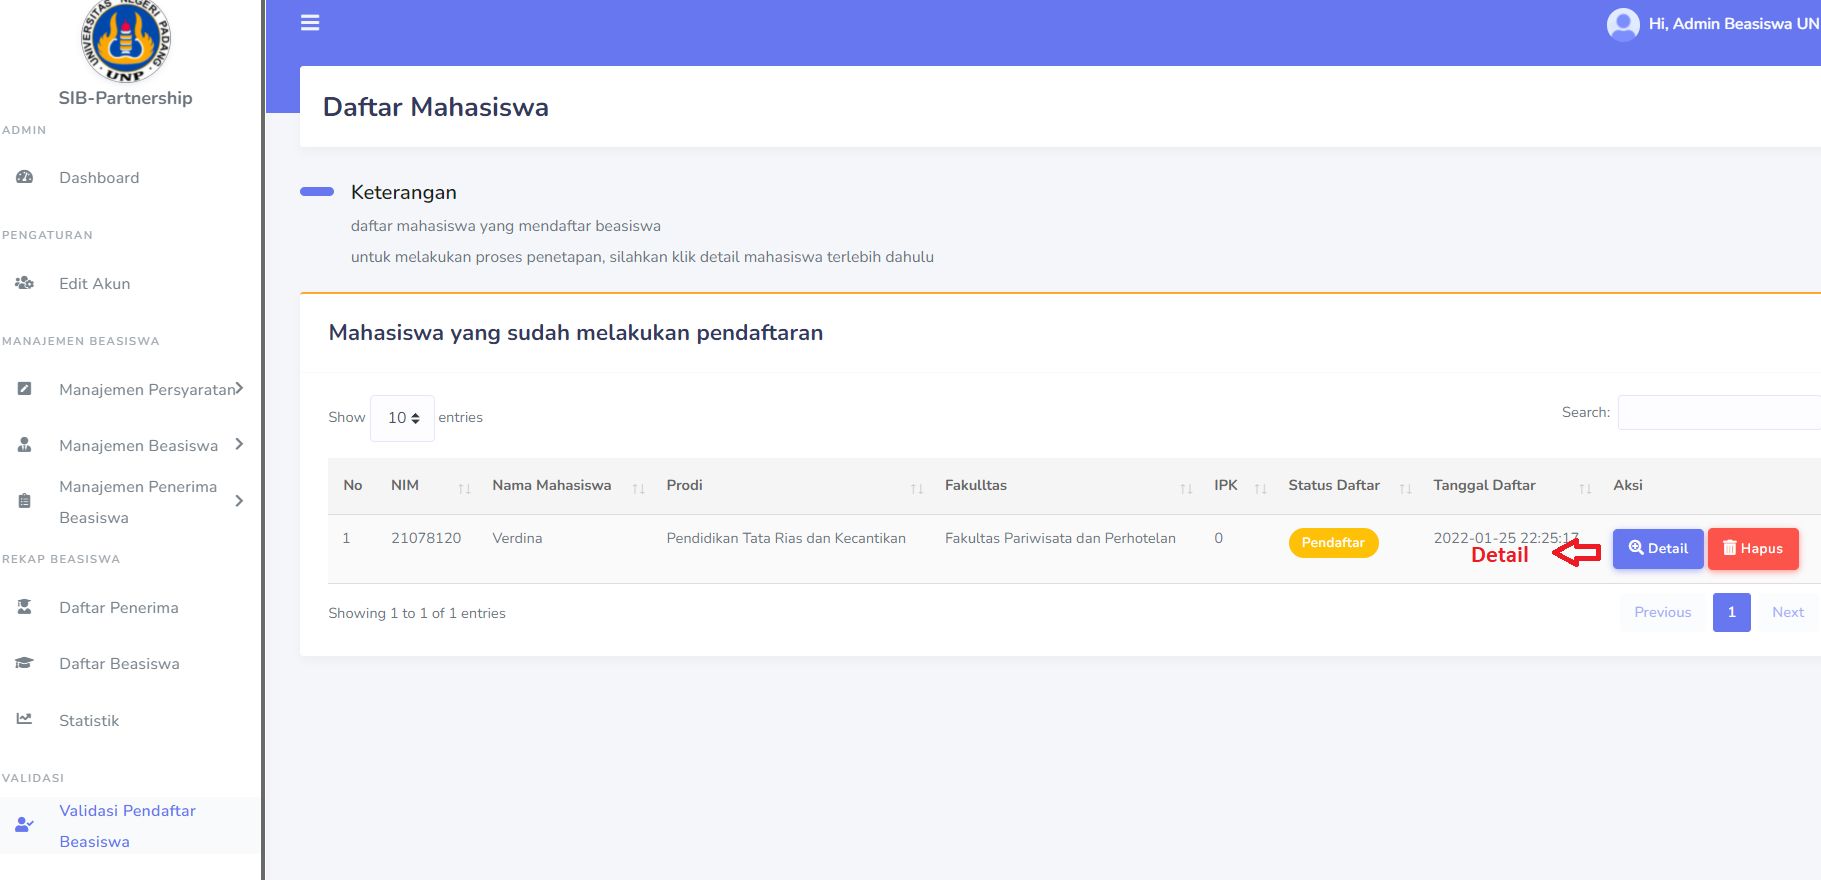 UNIVERSITAS NEGERI PADANG
UNP
SIB-Partnership
ADMIN
Dashboard
PENGATURAN
Edit Akun
MANAJEMEN BEASISWA
Manajemen Persyaratan
Manajemen Beasiswa
Manajemen Penerima
Beasiswa
REKAP BEASISWA
Daftar Penerima
Daftar Beasiswa
Statistik
VALIDASI
Validasi Pendaftar
Beasiswa
Hi, Admin Beasiswa UN
Daftar Mahasiswa
Keterangan
daftar mahasiswa yang mendaftar beasiswa
untuk melakukan proses penetapan, silahkan klik detail mahasiswa terlebih dahulu
Mahasiswa yang sudah melakukan pendaftaran
Show 10 entries Search:
No NIM Nama Mahasiswa Prodi Fakulltas IPK Status Daftar Tanggal Daftar Aksi
1 21078120 Verdina Pendidikan Tata Rias dan Kecantikan Fakultas Pariwisata dan Perhotelan 0 Pendaftar 2022-01-25 22:25:17 Detail Hapus
Detail
Showing 1 to 1 of 1 entries Previous 1 Next